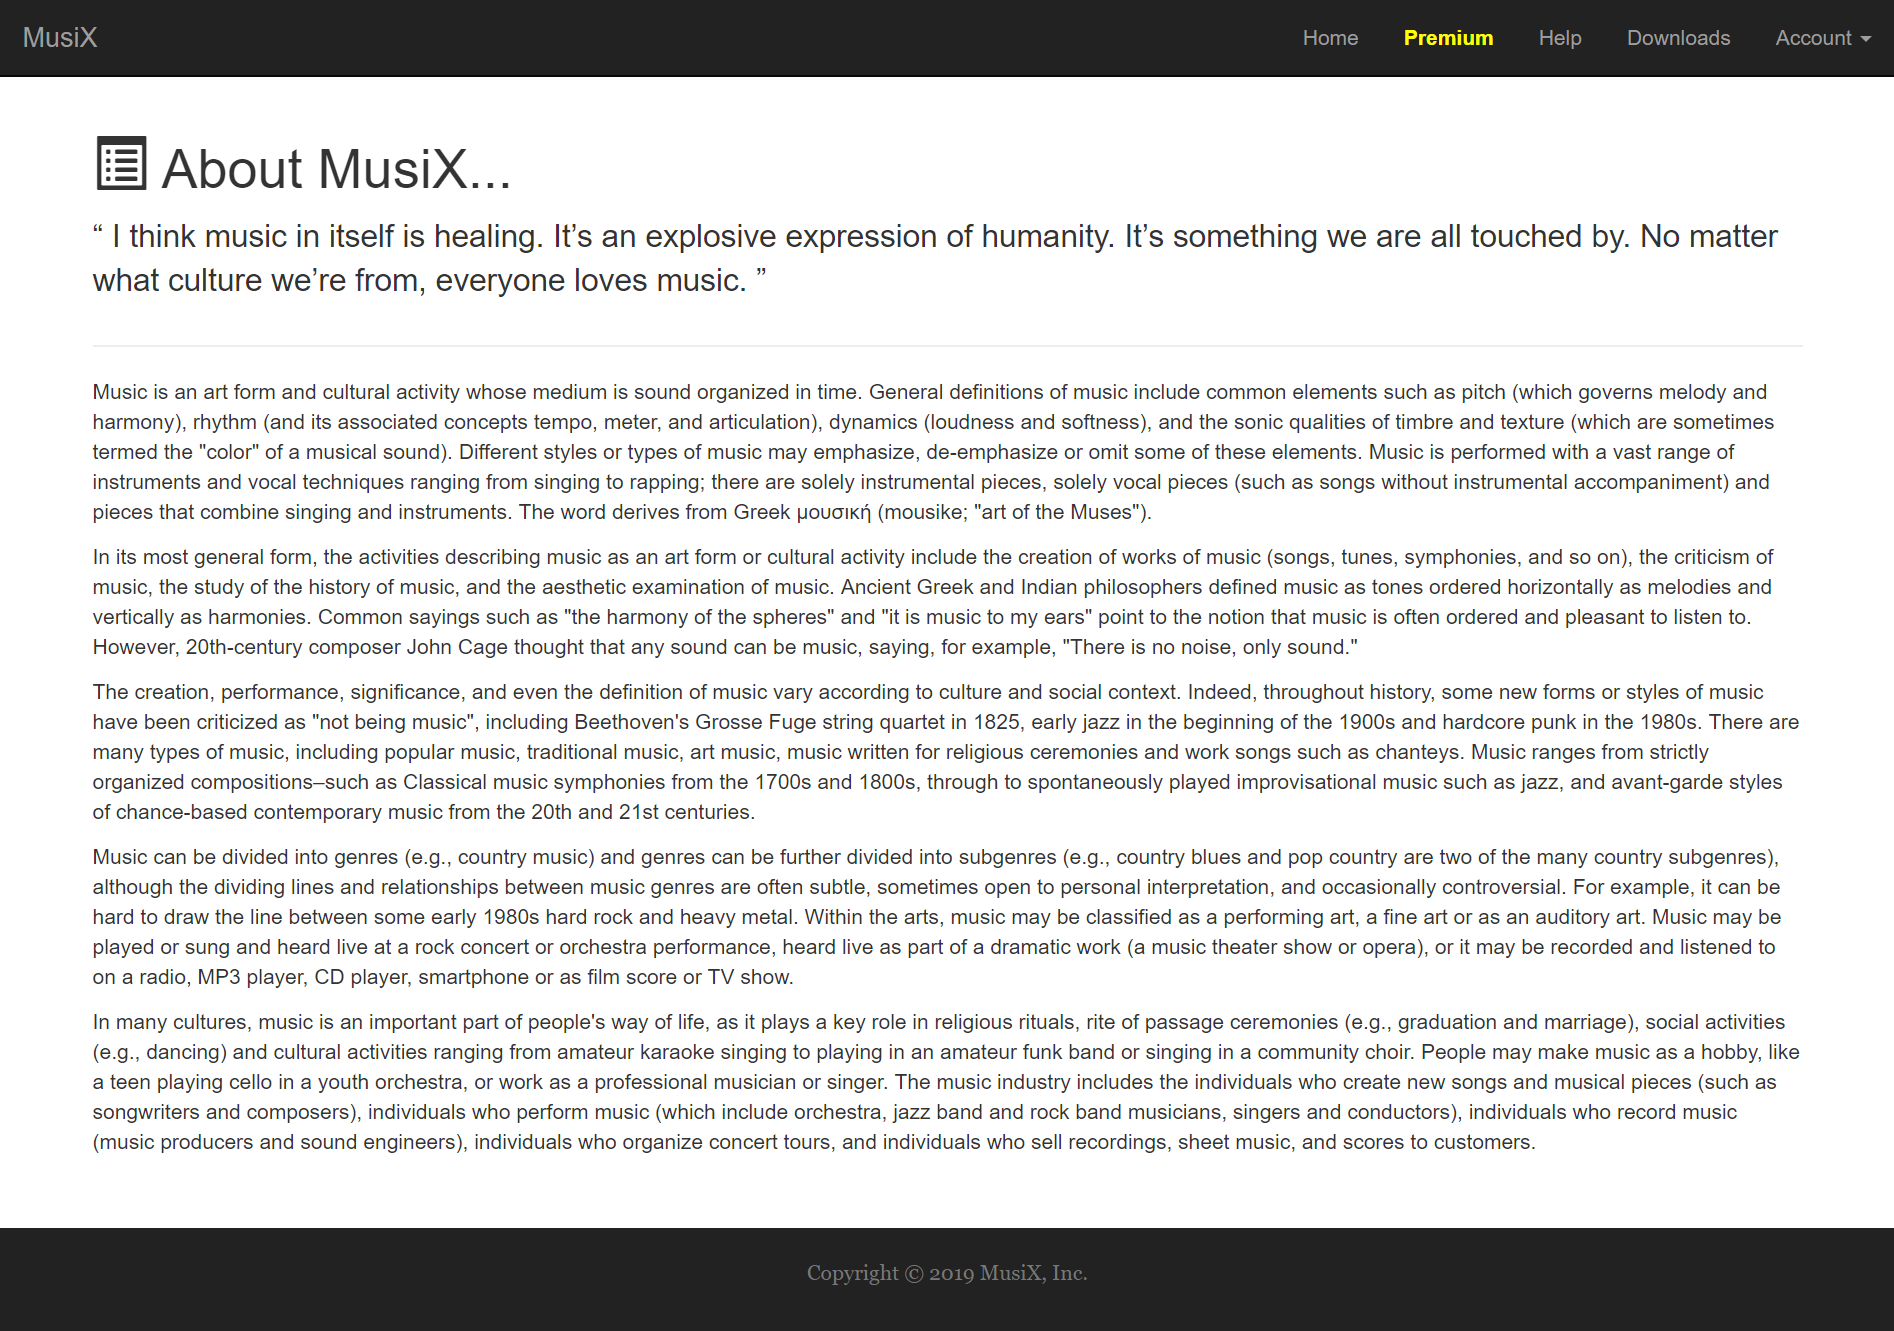 MusiX
Home
Premium
Help
Downloads
Account
About MusiX...
“ I think music in itself is healing. It’s an explosive expression of humanity. It’s something we are all touched by. No matter
what culture we’re from, everyone loves music. ”
Music is an art form and cultural activity whose medium is sound organized in time. General definitions of music include common elements such as pitch (which governs melody and
harmony), rhythm (and its associated concepts tempo, meter, and articulation), dynamics (loudness and softness), and the sonic qualities of timbre and texture (which are sometimes
termed the "color" of a musical sound). Different styles or types of music may emphasize, de-emphasize or omit some of these elements. Music is performed with a vast range of
instruments and vocal techniques ranging from singing to rapping; there are solely instrumental pieces, solely vocal pieces (such as songs without instrumental accompaniment) and
pieces that combine singing and instruments. The word derives from Greek μουσική (mousike; "art of the Muses").
In its most general form, the activities describing music as an art form or cultural activity include the creation of works of music (songs, tunes, symphonies, and so on), the criticism of
music, the study of the history of music, and the aesthetic examination of music. Ancient Greek and Indian philosophers defined music as tones ordered horizontally as melodies and
vertically as harmonies. Common sayings such as "the harmony of the spheres" and "it is music to my ears" point to the notion that music is often ordered and pleasant to listen to.
However, 20th-century composer John Cage thought that any sound can be music, saying, for example, "There is no noise, only sound."
The creation, performance, significance, and even the definition of music vary according to culture and social context. Indeed, throughout history, some new forms or styles of music
have been criticized as "not being music", including Beethoven's Grosse Fuge string quartet in 1825, early jazz in the beginning of the 1900s and hardcore punk in the 1980s. There are
many types of music, including popular music, traditional music, art music, music written for religious ceremonies and work songs such as chanteys. Music ranges from strictly
organized compositions–such as Classical music symphonies from the 1700s and 1800s, through to spontaneously played improvisational music such as jazz, and avant-garde styles
of chance-based contemporary music from the 20th and 21st centuries.
Music can be divided into genres (e.g., country music) and genres can be further divided into subgenres (e.g., country blues and pop country are two of the many country subgenres),
although the dividing lines and relationships between music genres are often subtle, sometimes open to personal interpretation, and occasionally controversial. For example, it can be
hard to draw the line between some early 1980s hard rock and heavy metal. Within the arts, music may be classified as a performing art, a fine art or as an auditory art. Music may be
played or sung and heard live at a rock concert or orchestra performance, heard live as part of a dramatic work (a music theater show or opera), or it may be recorded and listened to
on a radio, MP3 player, CD player, smartphone or as film score or TV show.
In many cultures, music is an important part of people's way of life, as it plays a key role in religious rituals, rite of passage ceremonies (e.g., graduation and marriage), social activities
(e.g., dancing) and cultural activities ranging from amateur karaoke singing to playing in an amateur funk band or singing in a community choir. People may make music as a hobby, like
a teen playing cello in a youth orchestra, or work as a professional musician or singer. The music industry includes the individuals who create new songs and musical pieces (such as
songwriters and composers), individuals who perform music (which include orchestra, jazz band and rock band musicians, singers and conductors), individuals who record music
(music producers and sound engineers), individuals who organize concert tours, and individuals who sell recordings, sheet music, and scores to customers.
Copyright © 2019 MusiX, Inc.